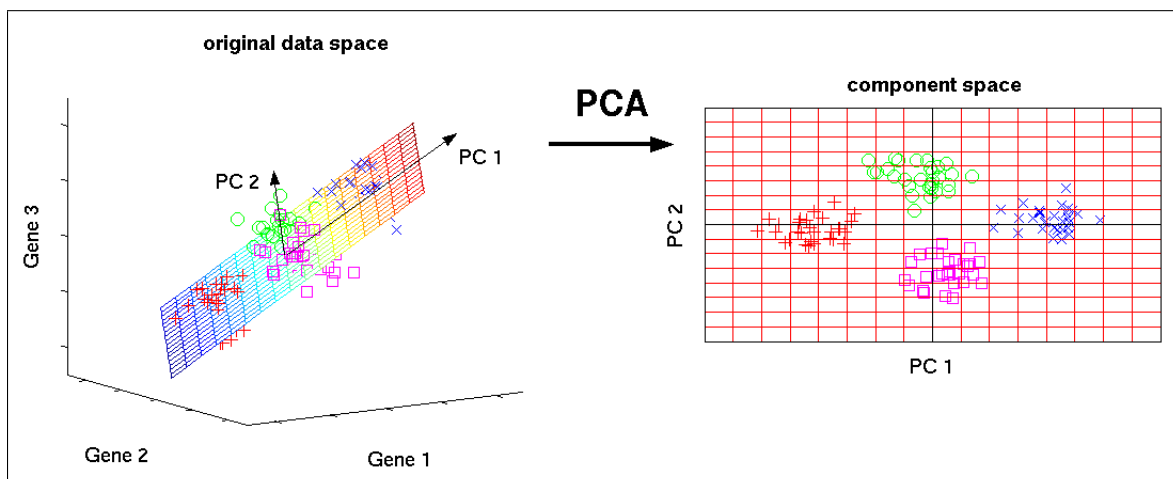 original data space
PCA
component space
PC 1
PC 2
Gene 3
PC 2
Gene 2
Gene 1
PC 1